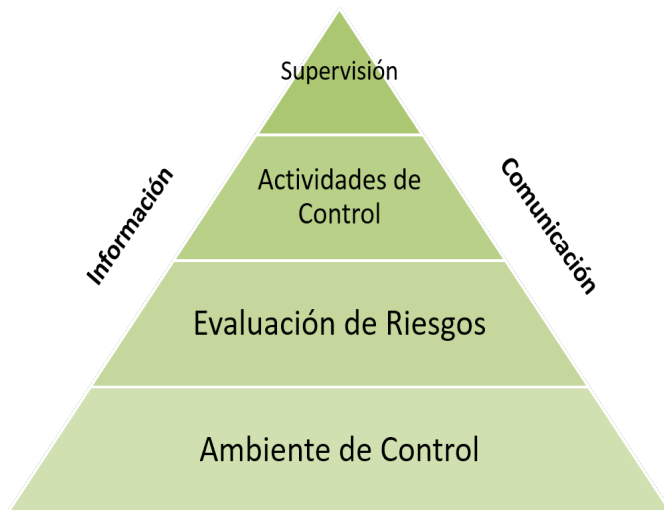 Supervisión
Actividades de
Control
Información
Comunicación
Evaluación de Riesgos
Ambiente de Control